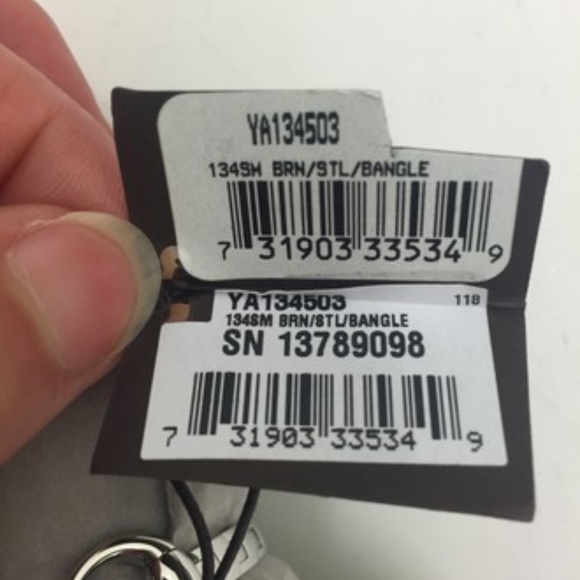 YA134503
134SM BRN/STL/BANGLE
7 31903 33534 9
YA134503
118
134SM BRN/STL/BANGLE
SN 13789098
7 31903 33534 9